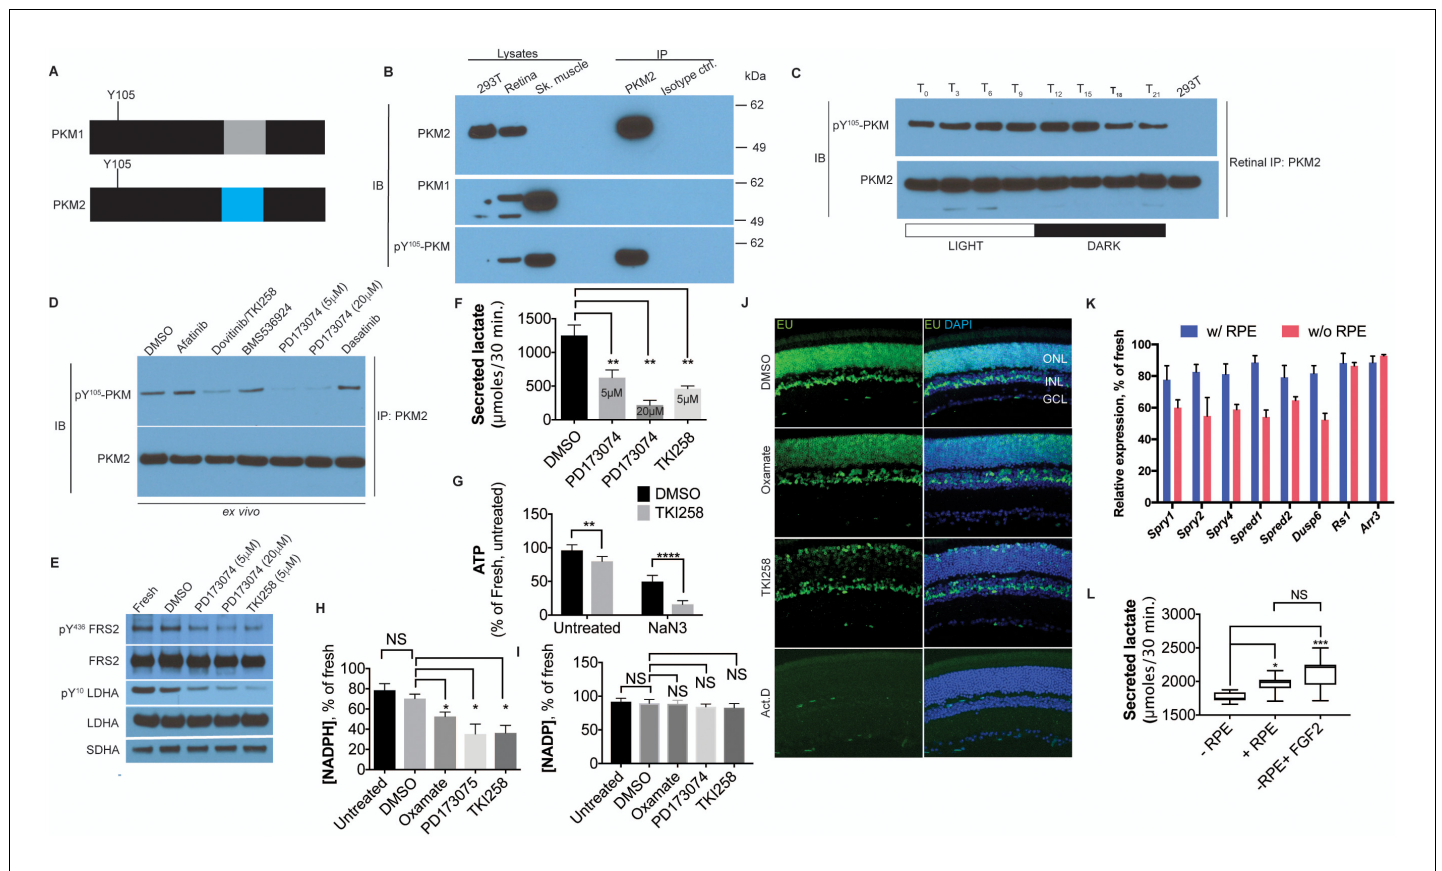 A
Y105
PKM1
Y105
PKM2
B
Lysates
IP
293T
Retina
Sk. muscle
PKM2
Isotype ctrl.
kDa
IB
PKM2
62
49
PKM1
62
49
pY105-PKM
62
C
T0 T3 T6 T9 T12 T15 T18 T21 293T
IB
pY105-PKM
PKM2
Retinal IP: PKM2
LIGHT
DARK
D
DMSO
Afatinib
Dovitinib/TKI258
BMS536924
PD173074 (5µM)
PD173074 (20µM)
Dasatinib
IB
pY105-PKM
PKM2
IP: PKM2
ex vivo
E
Fresh
DMSO
PD173074 (5µM)
PD173074 (20µM)
TKI258 (5µM)
pY436 FRS2
FRS2
pY10 LDHA
LDHA
SDHA
F
Secreted lactate
(µmoles/30 min.)
1500
1000
500
0
** ** **
5µM
20µM
5µM
DMSO
PD173074
PD173074
TKI258
G
DMSO
TKI258
ATP
(% of Fresh, untreated)
150
100
50
0
**
****
Untreated
NaN3
H
[NADPH], % of fresh
100
80
60
40
20
0
NS
* * *
Untreated
DMSO
Oxamate
PD173075
TKI258
I
[NADP], % of fresh
150
100
50
0
NS
NS
NS
NS
Untreated
DMSO
Oxamate
PD173074
TKI258
J
EU
EU DAPI
DMSO
ONL
INL
GCL
Oxamate
TKI258
Act.D
K
w/ RPE
w/o RPE
Relative expression, % of fresh
100
80
60
40
20
0
Spry1
Spry2
Spry4
Spred1
Spred2
Dusp6
Rs1
Arr3
L
Secreted lactate
(µmoles/30 min.)
3000
2500
2000
1500
NS
*
***
- RPE
+ RPE
-RPE+ FGF2